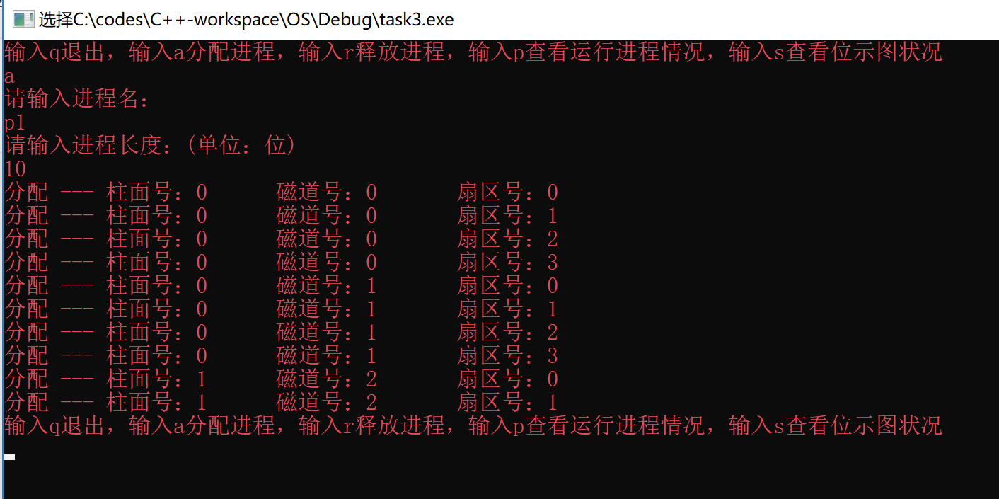 选择C:\codes\C++-workspace\OS\Debug\task3.exe
输入q退出，输入a分配进程，输入r释放进程，输入p查看运行进程情况，输入s查看位示图状况
a
请输入进程名：
p1
请输入进程长度：(单位：位)
10
分配 --- 柱面号：0 磁道号：0 扇区号：0
分配 --- 柱面号：0 磁道号：0 扇区号：1
分配 --- 柱面号：0 磁道号：0 扇区号：2
分配 --- 柱面号：0 磁道号：0 扇区号：3
分配 --- 柱面号：0 磁道号：1 扇区号：0
分配 --- 柱面号：0 磁道号：1 扇区号：1
分配 --- 柱面号：0 磁道号：1 扇区号：2
分配 --- 柱面号：0 磁道号：1 扇区号：3
分配 --- 柱面号：1 磁道号：2 扇区号：0
分配 --- 柱面号：1 磁道号：2 扇区号：1
输入q退出，输入a分配进程，输入r释放进程，输入p查看运行进程情况，输入s查看位示图状况